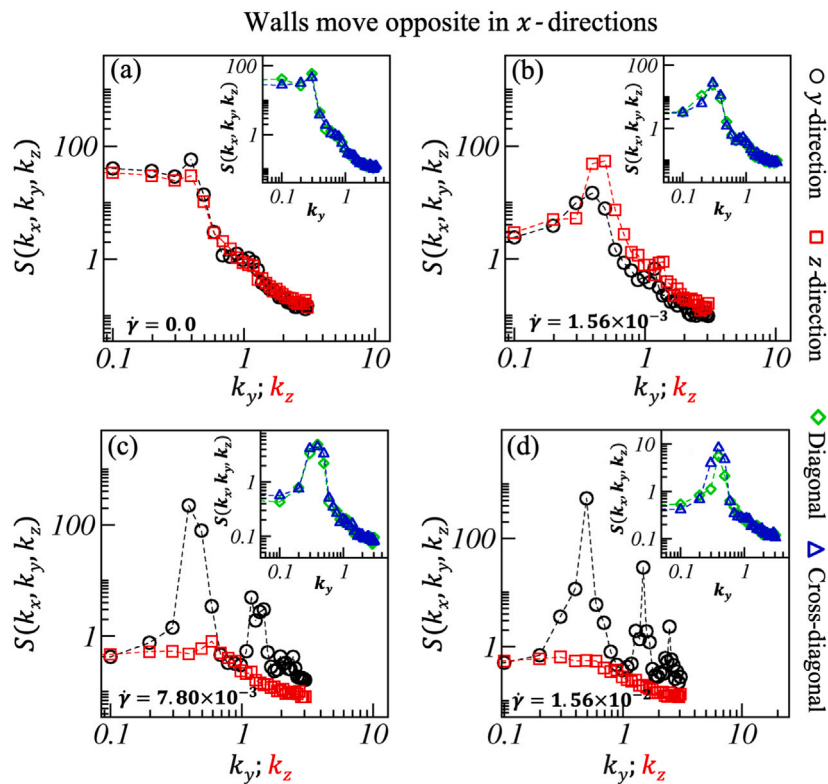 Walls move opposite in x-directions
(a)
S(kx, ky, kz)
100
1
γ̇ = 0.0
0.1 1 10
ky; kz
S(kx, ky, kz)
100
1
0.1 1
ky
(b)
100
1
γ̇ = 1.56×10⁻³
0.1 1 10
ky; kz
S(kx, ky, kz)
100
1
0.1 1
ky
(c)
S(kx, ky, kz)
100
1
γ̇ = 7.80×10⁻³
0.1 1 10
ky; kz
S(kx, ky, kz)
100
1
0.1 1
ky
(d)
S(kx, ky, kz)
100
1
γ̇ = 1.56×10⁻²
0.1 1 10
ky; kz
S(kx, ky, kz)
10
1
0.1
0.1 1
ky
y-direction
z-direction
Diagonal
Cross-diagonal